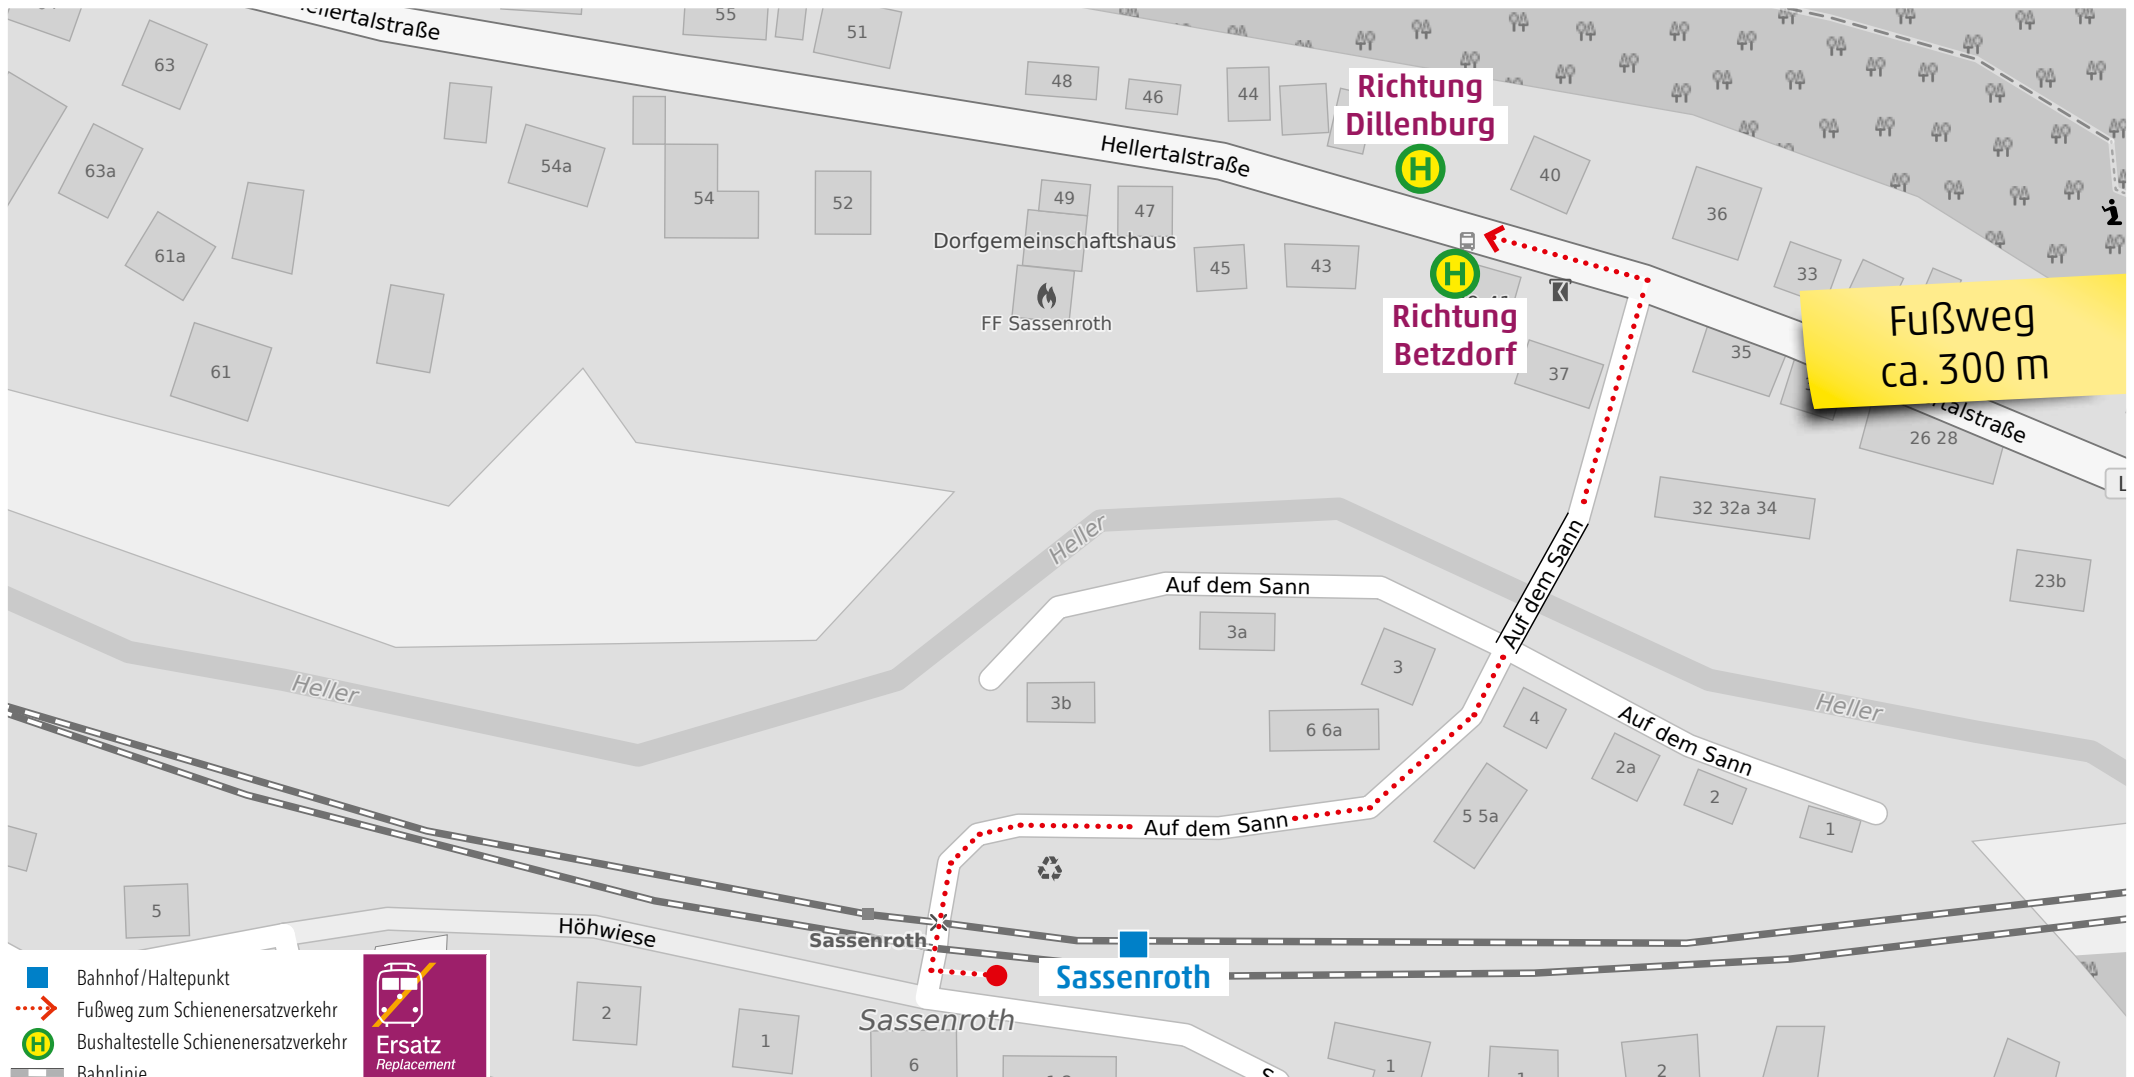 55
51
63
48
46
44
Richtung
Dillenburg
Hellertalstraße
63a
54a
54
52
49
47
40
36
61a
Dorfgemeinschaftshaus
45
43
33
FF Sassenroth
Richtung
Betzdorf
Fußweg
ca. 300 m
61
37
35
26 28
32 32a 34
23b
Heller
Auf dem Sann
Auf dem Sann
3a
3
3b
6 6a
4
Heller
Heller
Auf dem Sann
2a
2
1
5 5a
Auf dem Sann
5
Höhwiese
Sassenroth
Sassenroth
Sassenroth
2
1
6
1
2
Bahnhof/Haltepunkt
Fußweg zum Schienenersatzverkehr
Bushaltestelle Schienenersatzverkehr
Bahnlinie
H
H
H
Ersatz
Replacement